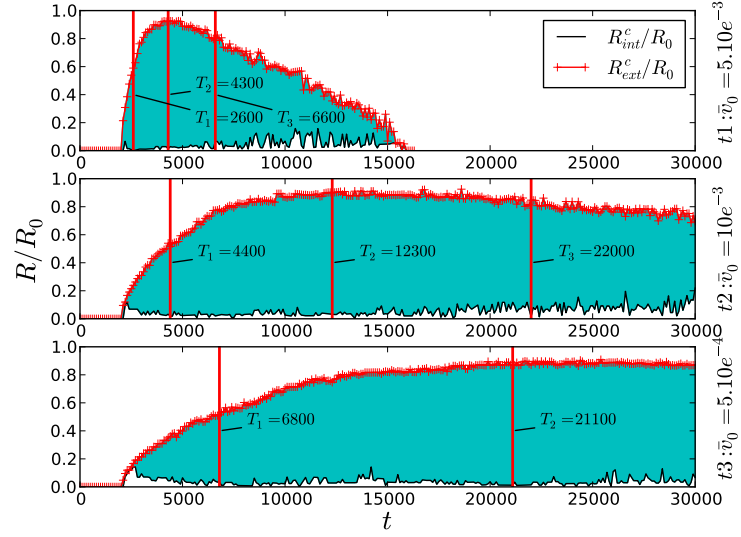 1.0
0.8
0.6
0.4
0.2
0.0
T₂=4300
T₁=2600
T₃=6600
R^c_int/R₀
R^c_ext/R₀
0 5000 10000 15000 20000 25000 30000
t1 : v̄₀ = 5.10e⁻³
1.0
0.8
0.6
0.4
0.2
0.0
T₁=4400
T₂=12300
T₃=22000
0 5000 10000 15000 20000 25000 30000
R/R₀
t2 : v̄₀ = 10e⁻³
1.0
0.8
0.6
0.4
0.2
0.0
T₁=6800
T₂=21100
0 5000 10000 15000 20000 25000 30000
t3 : v̄₀ = 5.10e⁻⁴
t